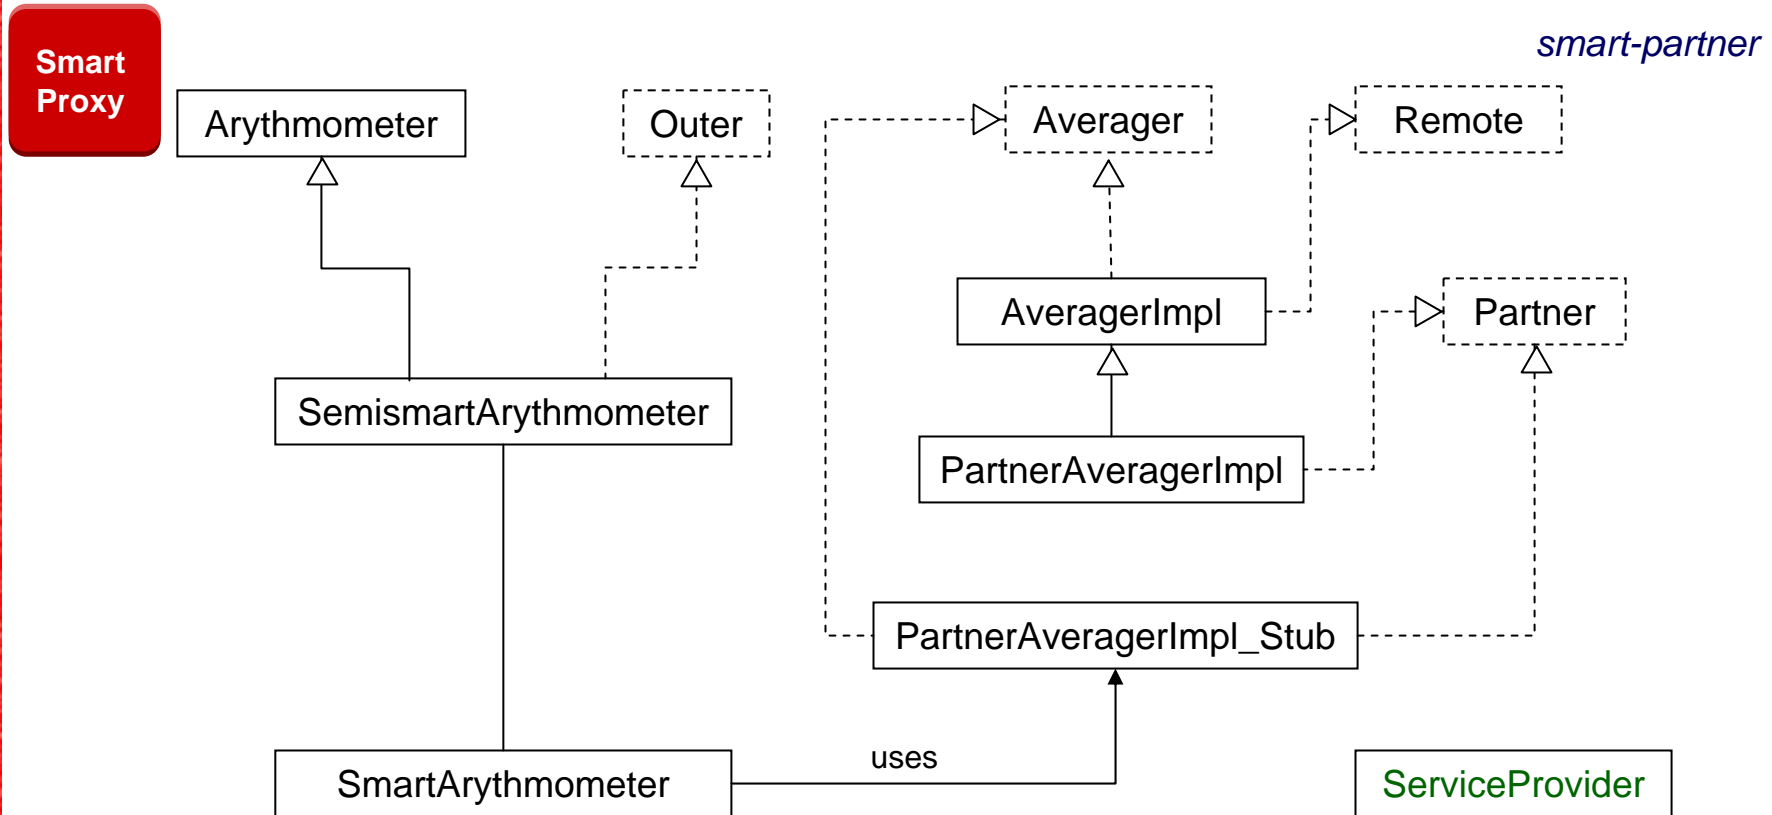 Smart
Proxy
smart-partner
Arythmometer
Outer
Averager
Remote
AveragerImpl
Partner
SemismartArythmometer
PartnerAveragerImpl
PartnerAveragerImpl_Stub
uses
SmartArythmometer
ServiceProvider